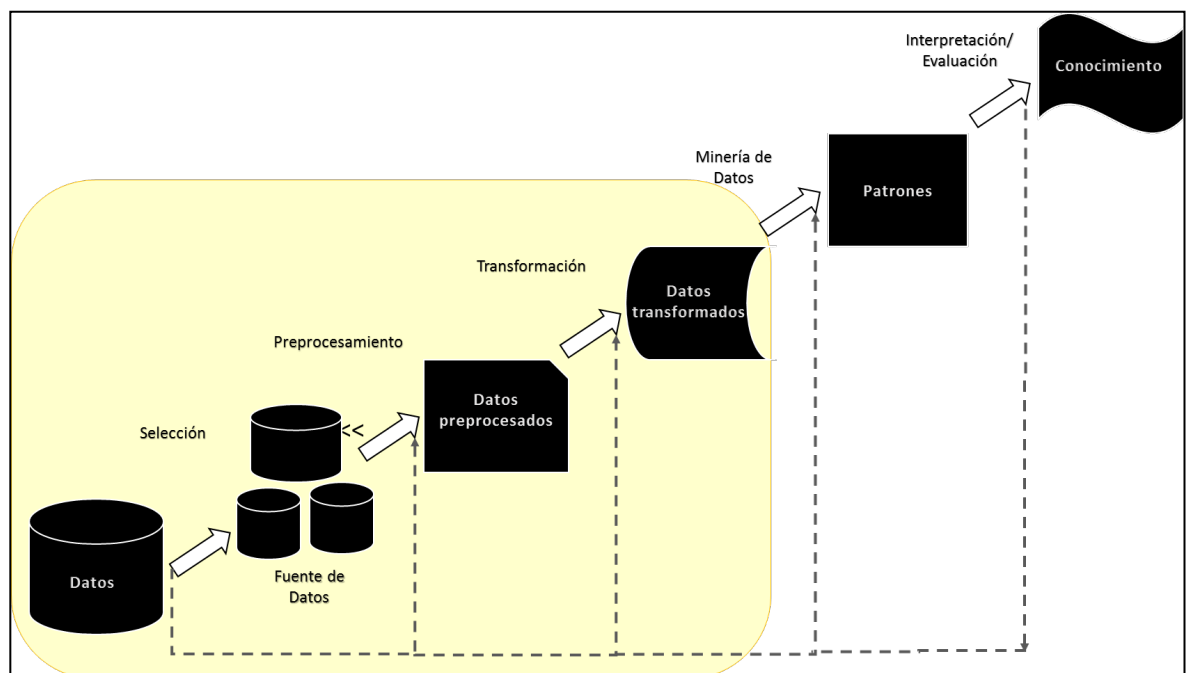 Interpretación/
Evaluación
Conocimiento
Minería de
Datos
Patrones
Transformación
Datos
transformados
Preprocesamiento
Datos
preprocesados
Selección
<<
Datos
Fuente de
Datos